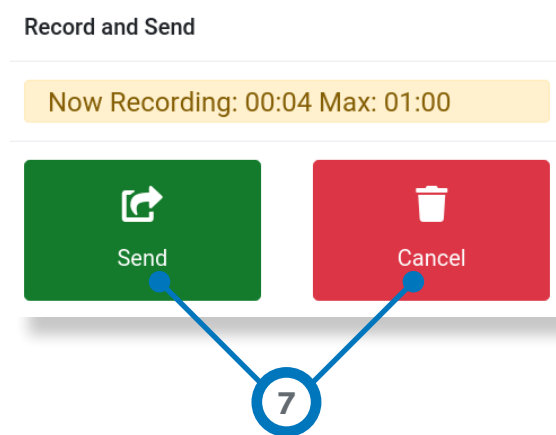 Record and Send
Now Recording: 00:04 Max: 01:00
Send
Cancel
7